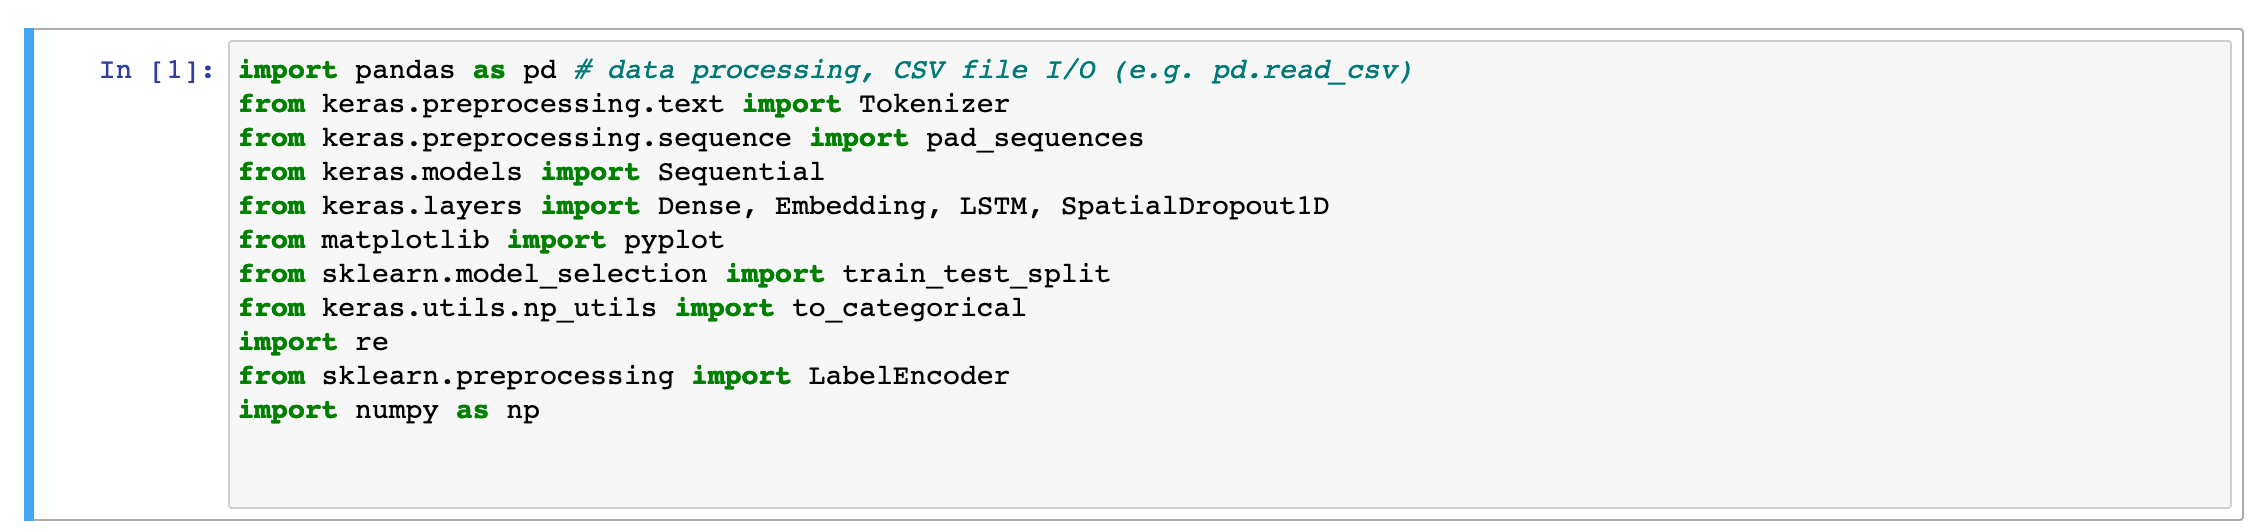 In [1]: import pandas as pd # data processing, CSV file I/O (e.g. pd.read_csv)
from keras.preprocessing.text import Tokenizer
from keras.preprocessing.sequence import pad_sequences
from keras.models import Sequential
from keras.layers import Dense, Embedding, LSTM, SpatialDropout1D
from matplotlib import pyplot
from sklearn.model_selection import train_test_split
from keras.utils.np_utils import to_categorical
import re
from sklearn.preprocessing import LabelEncoder
import numpy as np